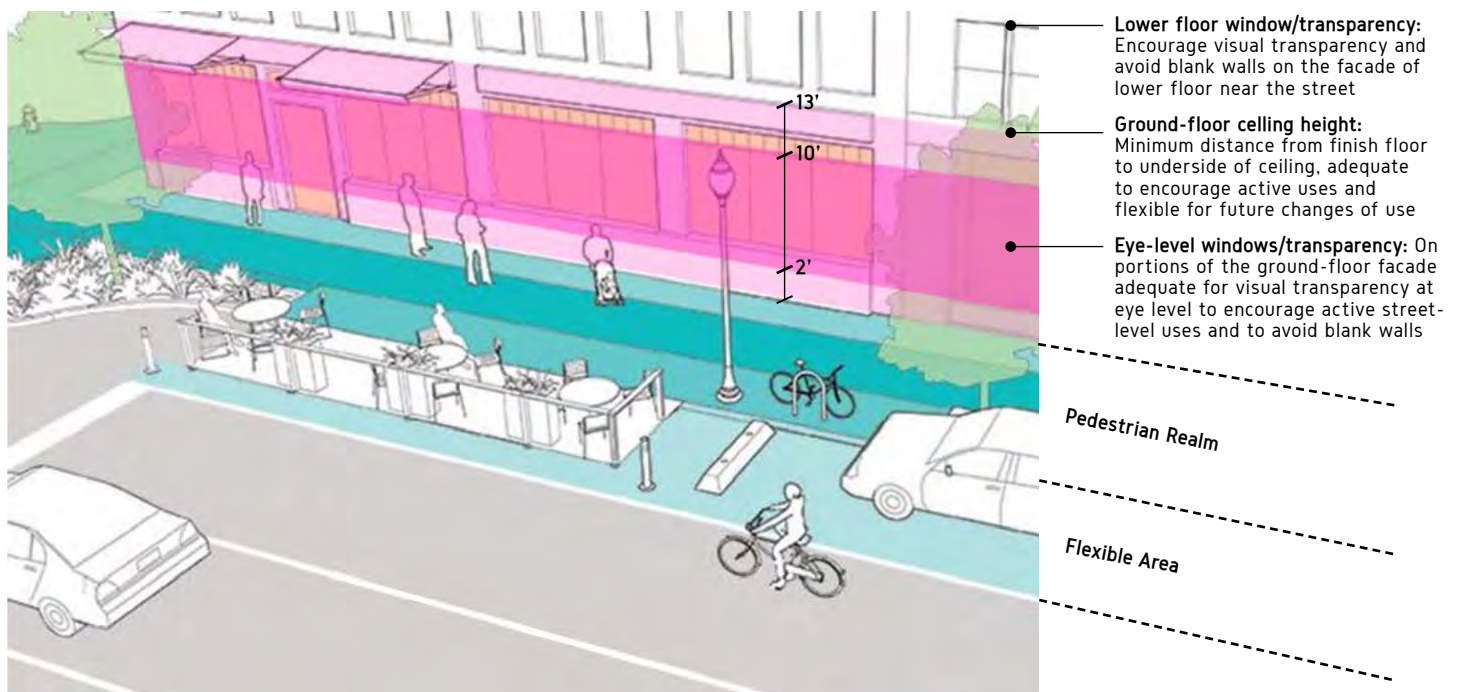 Lower floor window/transparency:
Encourage visual transparency and
avoid blank walls on the facade of
lower floor near the street
13'
Ground-floor celling height:
Minimum distance from finish floor
to underside of ceiling, adequate
to encourage active uses and
flexible for future changes of use
10'
Eye-level windows/transparency: On
portions of the ground-floor facade
adequate for visual transparency at
eye level to encourage active street-
level uses and to avoid blank walls
2'
Pedestrian Realm
Flexible Area